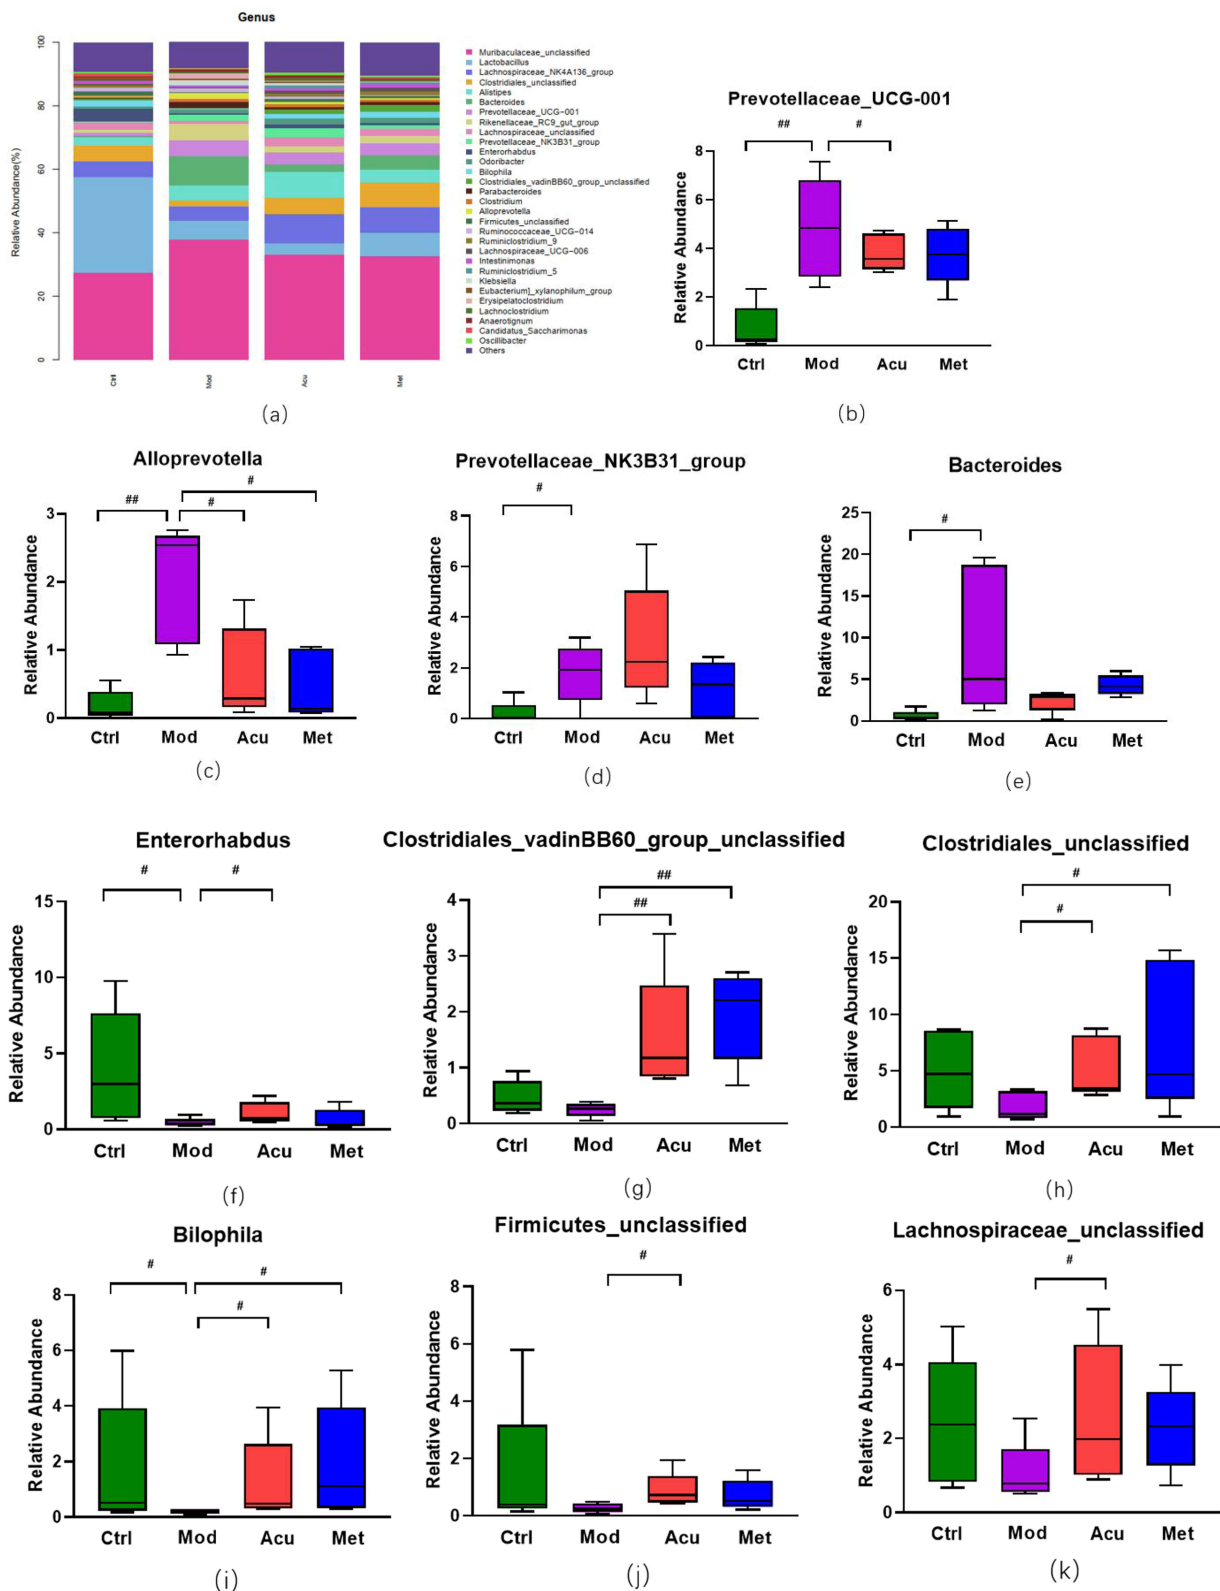 Genus
Relative Abundance(%)
100
80
60
40
20
0
Ctrl
Mod
Acu
Met
Muribaculaceae_unclassified
Lactobacillus
Lachnospiraceae_NK4A136_group
Clostridiales_unclassified
Alistipes
Bacteroides
Prevotellaceae_UCG-001
Rikenellaceae_RC9_gut_group
Lachnospiraceae_unclassified
Prevotellaceae_NK3B31_group
Enterorhabdus
Odoribacter
Bilophila
Clostridiales_vadinBB60_group_unclassified
Parabacteroides
Clostridium
Alloprevotella
Firmicutes_unclassified
Ruminococcaceae_UCG-014
Ruminiclostridium_9
Lachnospiraceae_UCG-006
Intestinimonas
Ruminiclostridium_5
Klebsiella
Eubacterium]_xylanophilum_group
Erysipelatoclostridium
Lachnoclostridium
Anaerotignum
Candidatus_Saccharimonas
Oscillibacter
Others
(a)
Prevotellaceae_UCG-001
## #
Relative Abundance
8
6
4
2
0
Ctrl Mod Acu Met
(b)
Alloprevotella
#
## #
Relative Abundance
3
2
1
0
Ctrl Mod Acu Met
(c)
Prevotellaceae_NK3B31_group
#
Relative Abundance
8
6
4
2
0
Ctrl Mod Acu Met
(d)
Bacteroides
#
Relative Abundance
25
20
15
10
5
0
Ctrl Mod Acu Met
(e)
Enterorhabdus
# #
Relative Abundance
15
10
5
0
Ctrl Mod Acu Met
(f)
Clostridiales_vadinBB60_group_unclassified
##
##
Relative Abundance
4
3
2
1
0
Ctrl Mod Acu Met
(g)
Clostridiales_unclassified
#
#
Relative Abundance
20
15
10
5
0
Ctrl Mod Acu Met
(h)
Bilophila
# #
#
Relative Abundance
8
6
4
2
0
Ctrl Mod Acu Met
(i)
Firmicutes_unclassified
#
Relative Abundance
8
6
4
2
0
Ctrl Mod Acu Met
(j)
Lachnospiraceae_unclassified
#
Relative Abundance
6
4
2
0
Ctrl Mod Acu Met
(k)